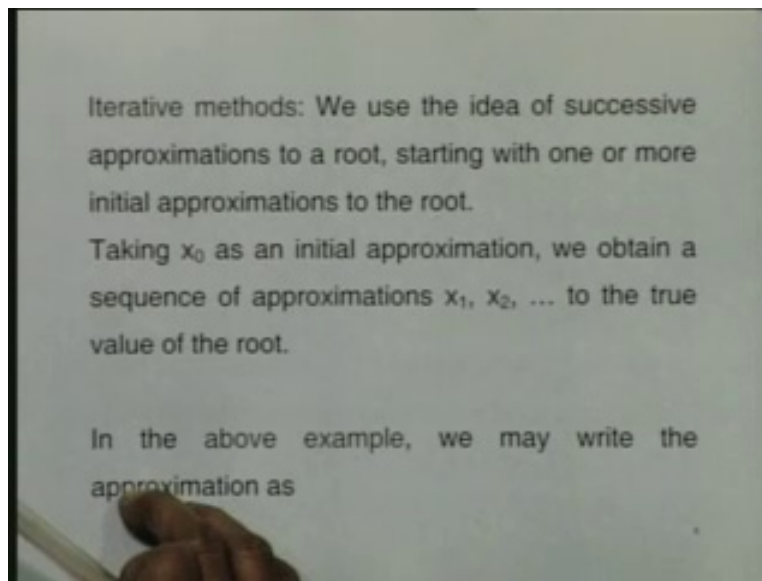 Iterative methods: We use the idea of successive
approximations to a root, starting with one or more
initial approximations to the root.
Taking x₀ as an initial approximation, we obtain a
sequence of approximations x₁, x₂, ... to the true
value of the root.
In the above example, we may write the
approximation as